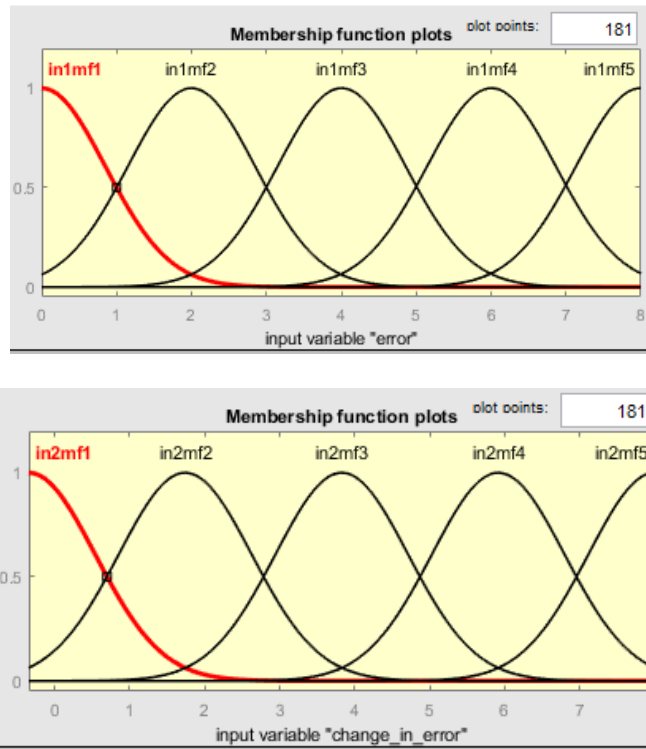 Membership function plots plot points: 181
in1mf1 in1mf2 in1mf3 in1mf4 in1mf5
1
0.5
0
0 1 2 3 4 5 6 7 8
input variable "error"
Membership function plots plot points: 181
in2mf1 in2mf2 in2mf3 in2mf4 in2mf5
1
0.5
0
0 1 2 3 4 5 6 7
input variable "change_in_error"